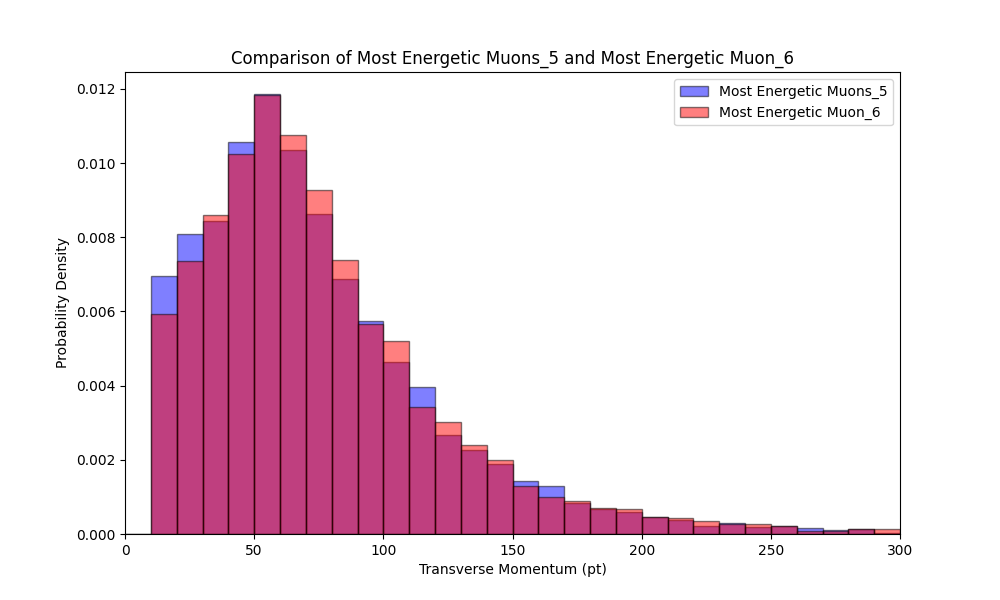 Comparison of Most Energetic Muons_5 and Most Energetic Muon_6
Most Energetic Muons_5
Most Energetic Muon_6
Probability Density
0.012
0.010
0.008
0.006
0.004
0.002
0.000
0 50 100 150 200 250 300
Transverse Momentum (pt)